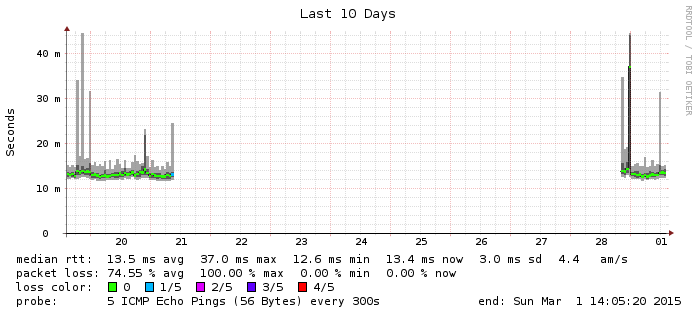 Last 10 Days
RRDTOOL / TOBI OETIKER
Seconds
40 m
30 m
20 m
10 m
0
20 21 22 23 24 25 26 27 28 01
median rtt: 13.5 ms avg 37.0 ms max 12.6 ms min 13.4 ms now 3.0 ms sd 4.4 am/s
packet loss: 74.55 % avg 100.00 % max 0.00 % min 0.00 % now
loss color: 0 1/5 2/5 3/5 4/5
probe: 5 ICMP Echo Pings (56 Bytes) every 300s end: Sun Mar 1 14:05:20 2015